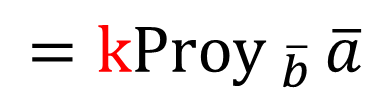 = kProy b̅ a̅